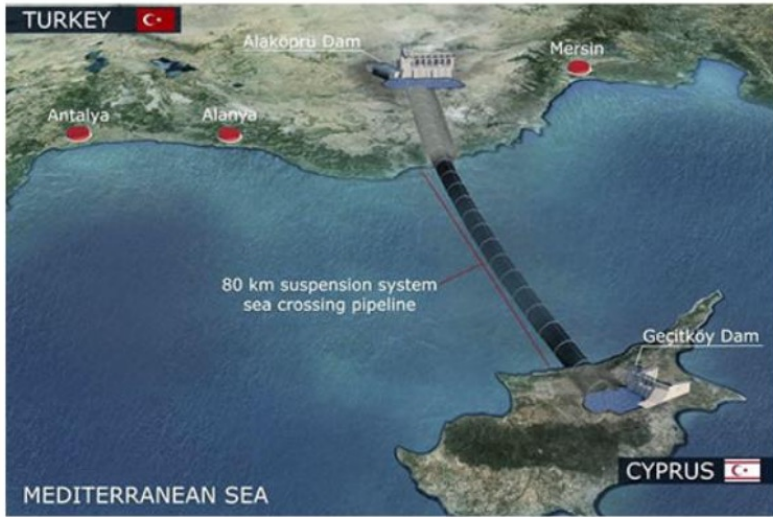 TURKEY
Alaköprü Dam
Mersin
Antalya
Alanya
80 km suspension system
sea crossing pipeline
Geçitköy Dam
CYPRUS
MEDITERRANEAN SEA